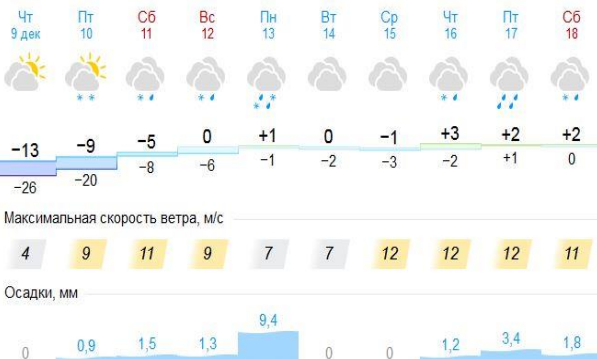 Чт Пт Сб Вс Пн Вт Ср Чт Пт Сб
9 дек 10 11 12 13 14 15 16 17 18
−13 −9 −5 0 +1 0 −1 +3 +2 +2
−26 −20 −8 −6 −1 −2 −3 −2 +1 0
Максимальная скорость ветра, м/с
4 9 11 9 7 7 12 12 12 11
Осадки, мм
0 0,9 1,5 1,3 9,4 0 0 1,2 3,4 1,8